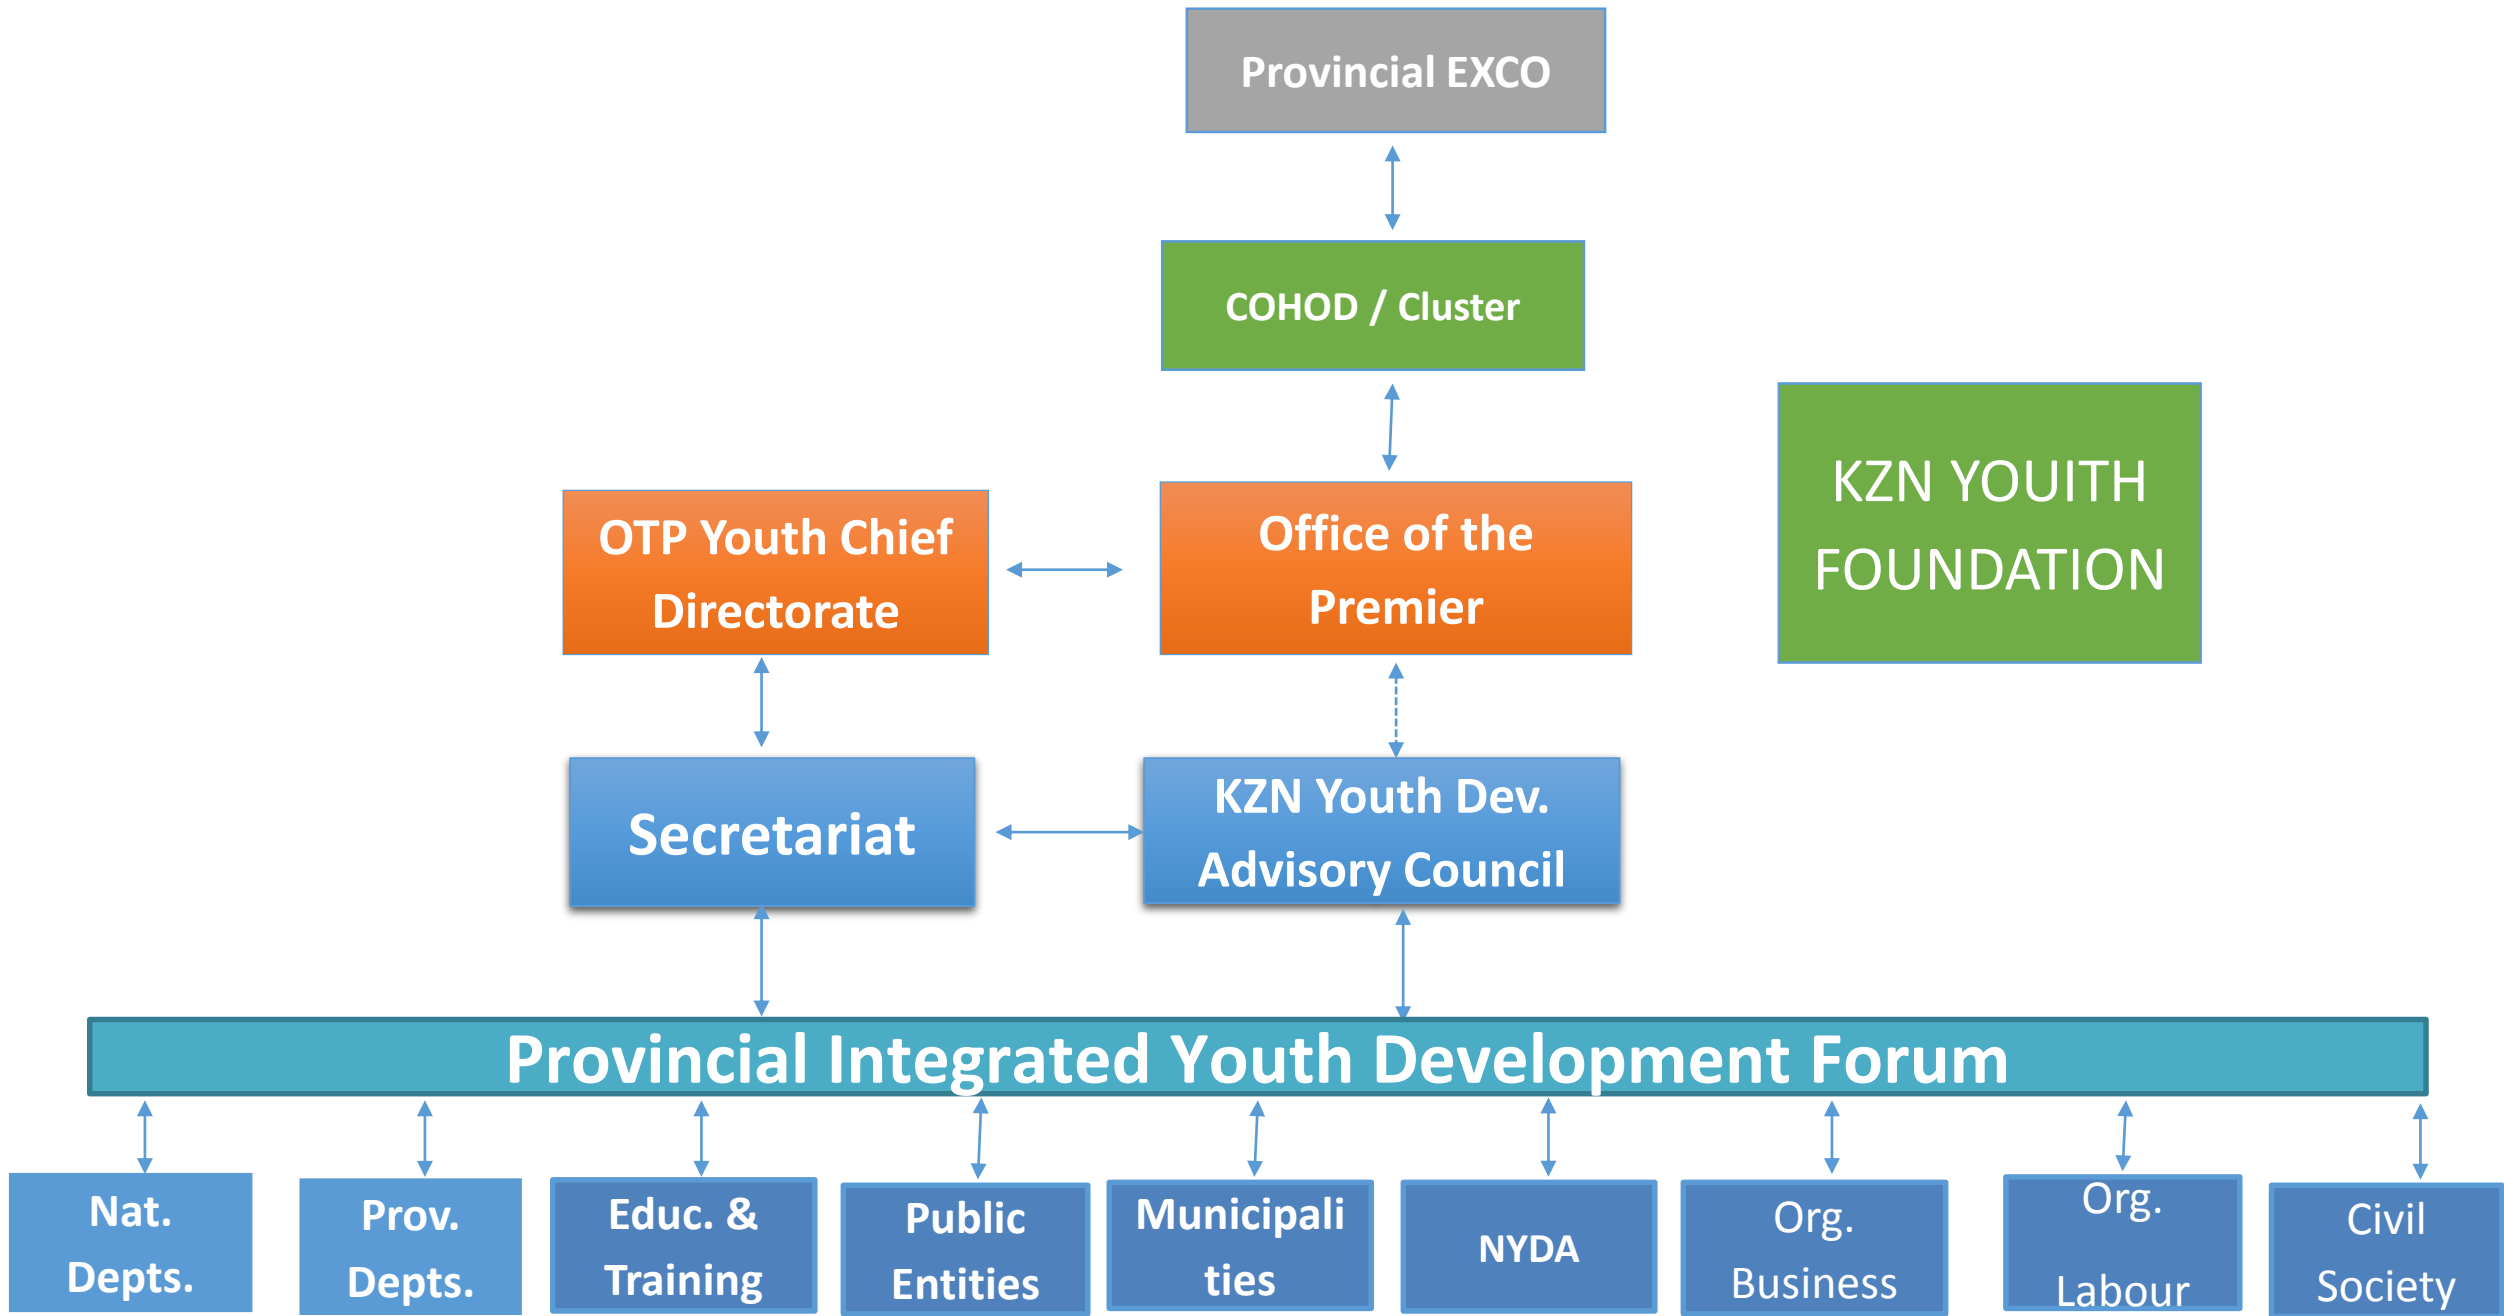 Provincial EXCO
COHOD / Cluster
KZN YOUITH
FOUNDATION
OTP Youth Chief
Directorate
Office of the
Premier
Secretariat
KZN Youth Dev.
Advisory Council
Provincial Integrated Youth Development Forum
Nat.
Depts.
Prov.
Depts.
Educ. &
Training
Public
Entities
Municipali
ties
NYDA
Org.
Business
Org.
Labour
Civil
Society